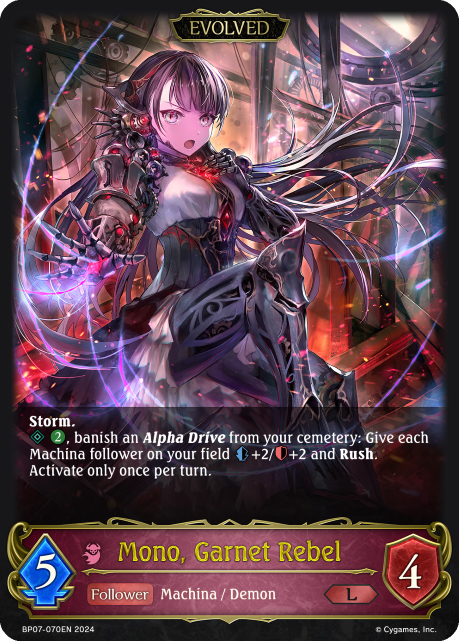 EVOLVED
Storm.
2, banish an Alpha Drive from your cemetery: Give each
Machina follower on your field +2/ +2 and Rush.
Activate only once per turn.
Mono, Garnet Rebel
5
Follower Machina / Demon L
4
BP07-070EN 2024 © Cygames, Inc.